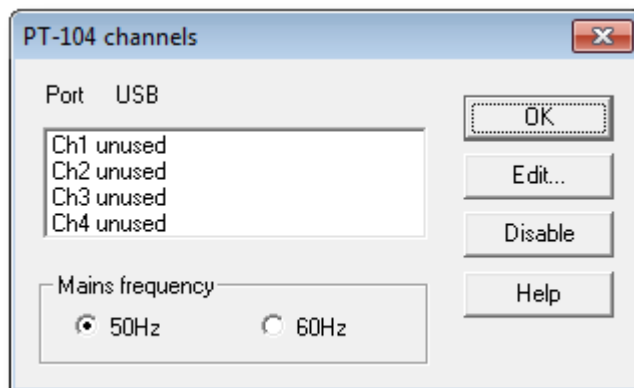 PT-104 channels
Port USB
Ch1 unused
Ch2 unused
Ch3 unused
Ch4 unused
Mains frequency
50Hz 60Hz
OK
Edit...
Disable
Help